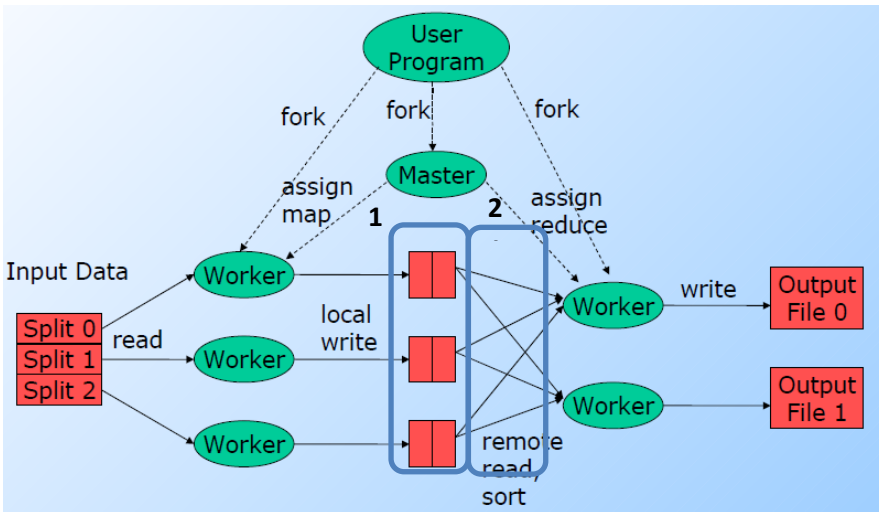 User
Program
fork
fork
fork
Master
assign
map
1
2
assign
reduce
Input Data
Worker
Split 0
Split 1
Split 2
read
Worker
Worker
local
write
remote
read,
sort
Worker
Worker
write
Output
File 0
Output
File 1